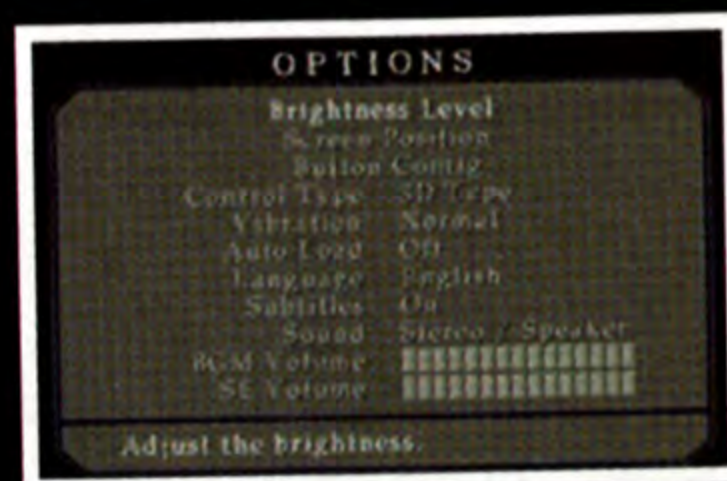 OPTIONS
Brightness Level
Screen Position
Button Config
Control Type 3D Type
Vibration Normal
Auto Load Off
Language English
Subtitles On
Sound Stereo / Speaker
BGM Volume
SE Volume
Adjust the brightness.